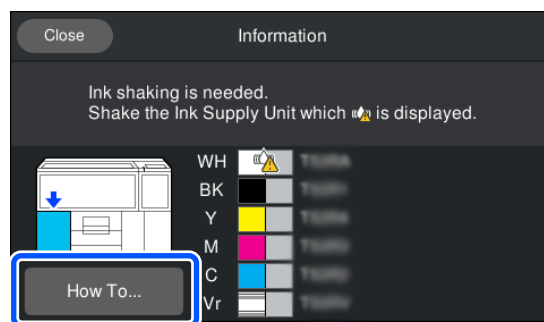 Close
Information
Ink shaking is needed.
Shake the Ink Supply Unit which is displayed.
WH
BK
Y
M
C
Vr
How To...